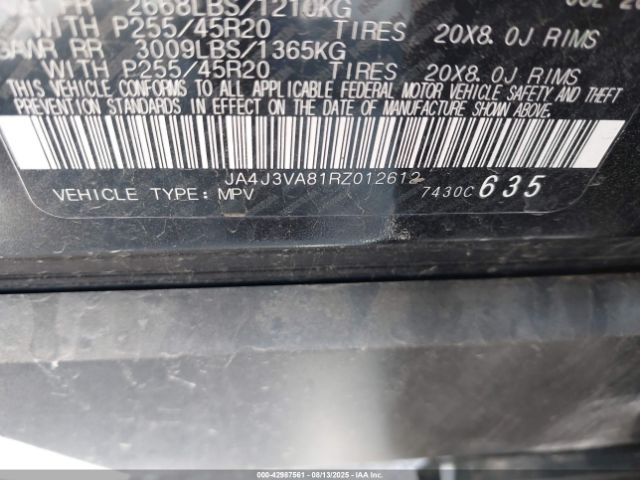 2668LBS/1210KG
WITH P255/45R20 TIRES 20X8.0J RIMS
GAWR RR 3009LBS/1365KG
WITH P255/45R20 TIRES 20X8.0J RIMS
THIS VEHICLE CONFORMS TO ALL APPLICABLE FEDERAL MOTOR VEHICLE SAFETY AND THEFT
PREVENTION STANDARDS IN EFFECT ON THE DATE OF MANUFACTURE SHOWN ABOVE.
JA4J3VA81RZ012612
VEHICLE TYPE: MPV 7430C 635
000-42987561 - 08/13/2025 - IAAI.COM